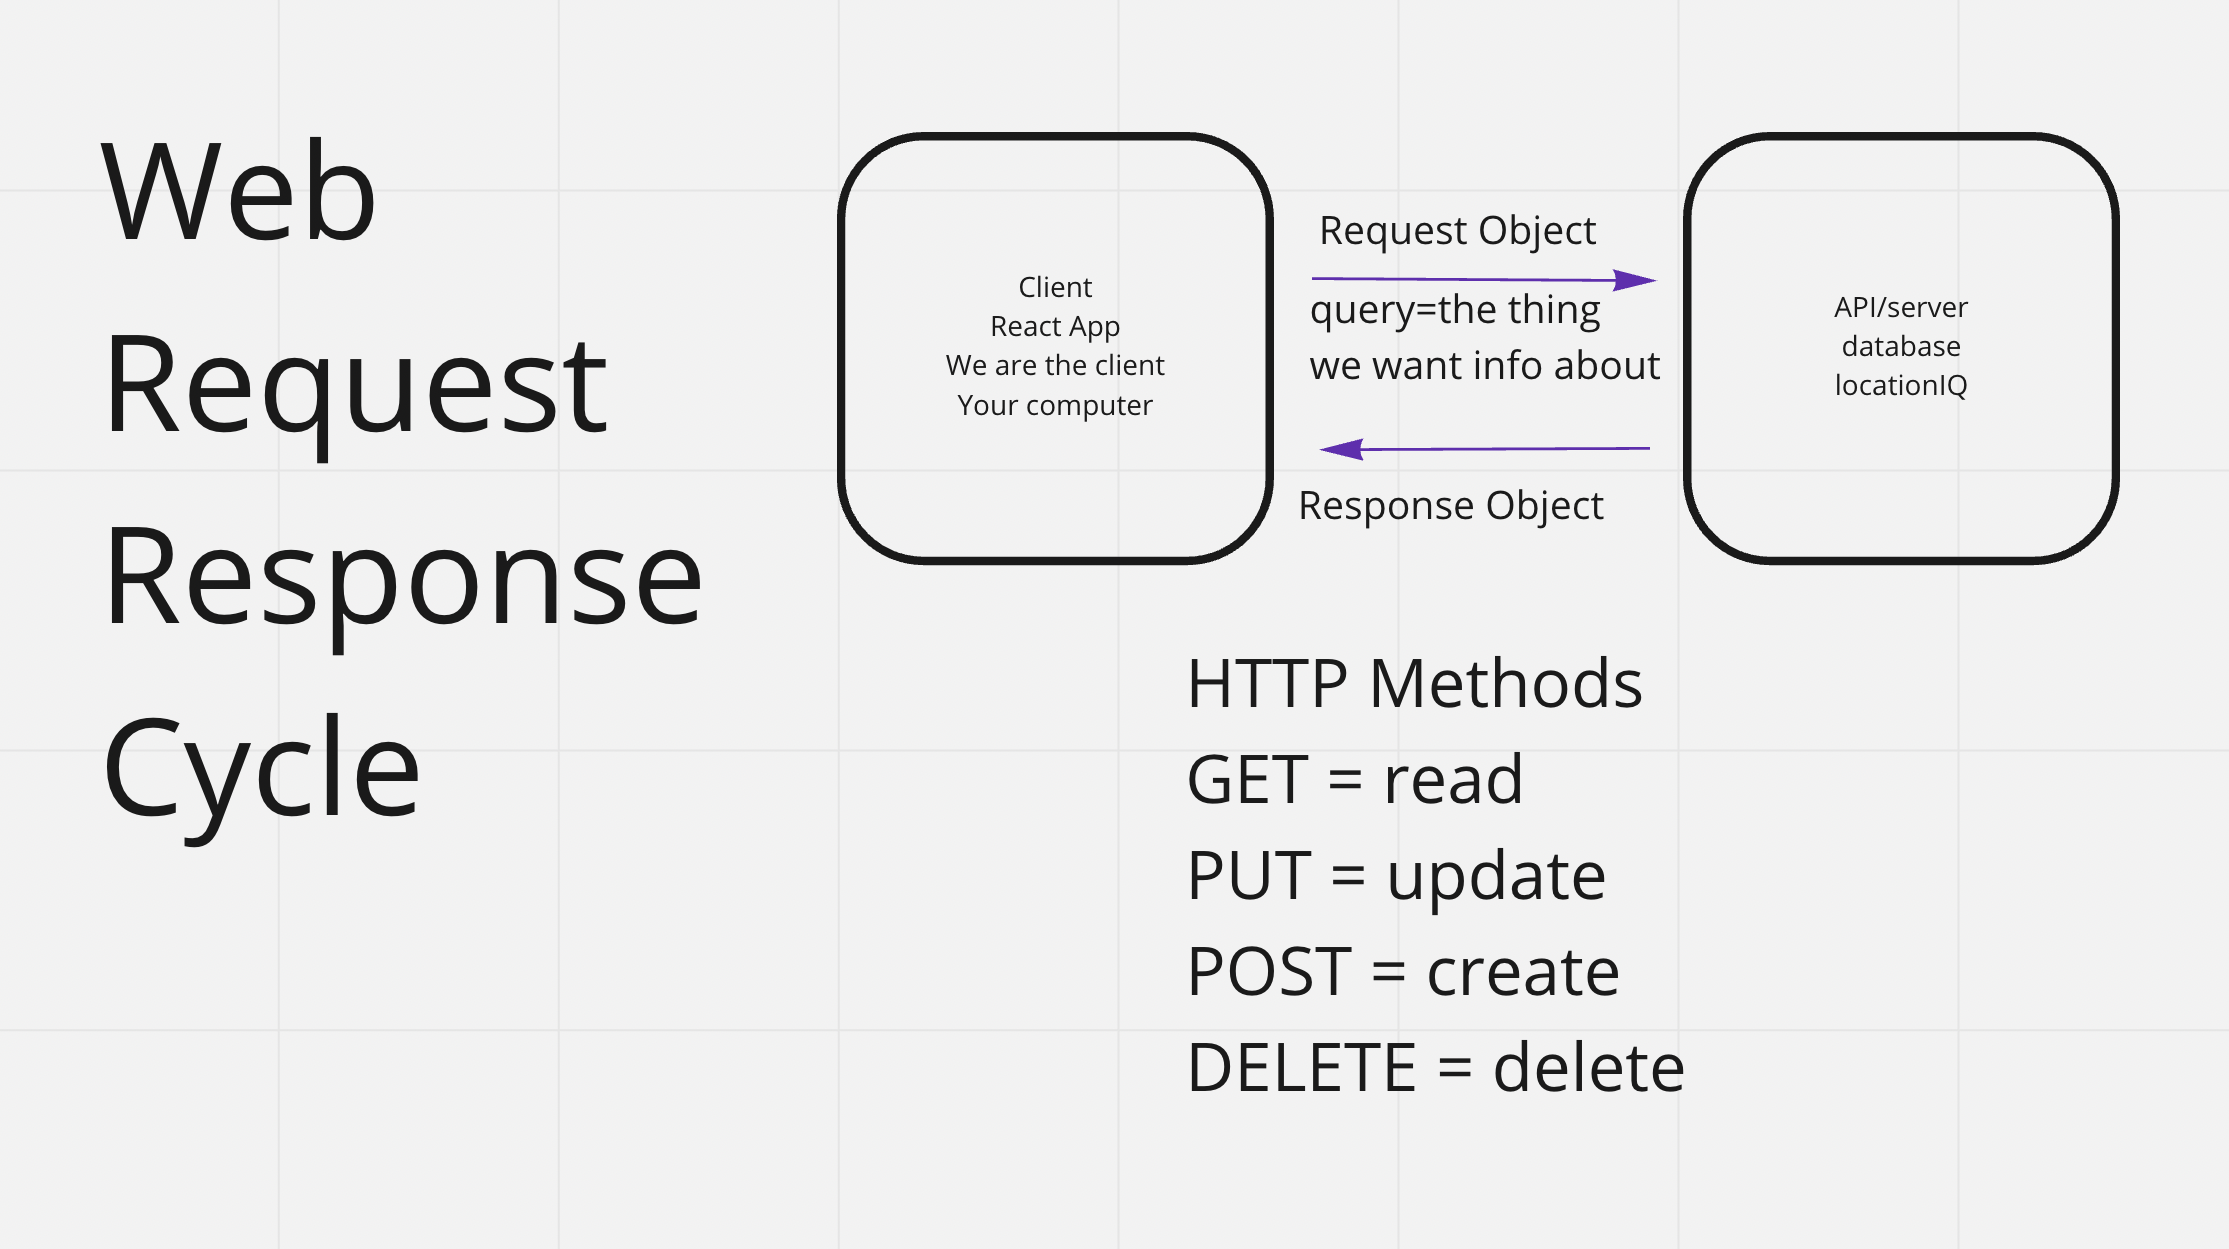 Web
Request
Response
Cycle
Client
React App
We are the client
Your computer
Request Object
query=the thing
we want info about
Response Object
API/server
database
locationIQ
HTTP Methods
GET = read
PUT = update
POST = create
DELETE = delete